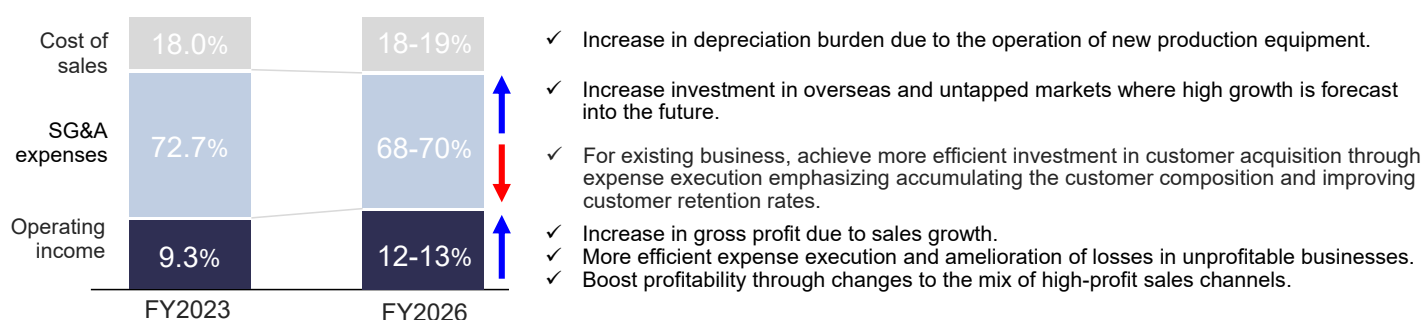 Cost of
sales
18.0%
18-19%
✓ Increase in depreciation burden due to the operation of new production equipment.
SG&A
expenses
72.7%
68-70%
✓ Increase investment in overseas and untapped markets where high growth is forecast
into the future.
✓ For existing business, achieve more efficient investment in customer acquisition through
expense execution emphasizing accumulating the customer composition and improving
customer retention rates.
Operating
income
9.3%
12-13%
✓ Increase in gross profit due to sales growth.
✓ More efficient expense execution and amelioration of losses in unprofitable businesses.
✓ Boost profitability through changes to the mix of high-profit sales channels.
FY2023
FY2026